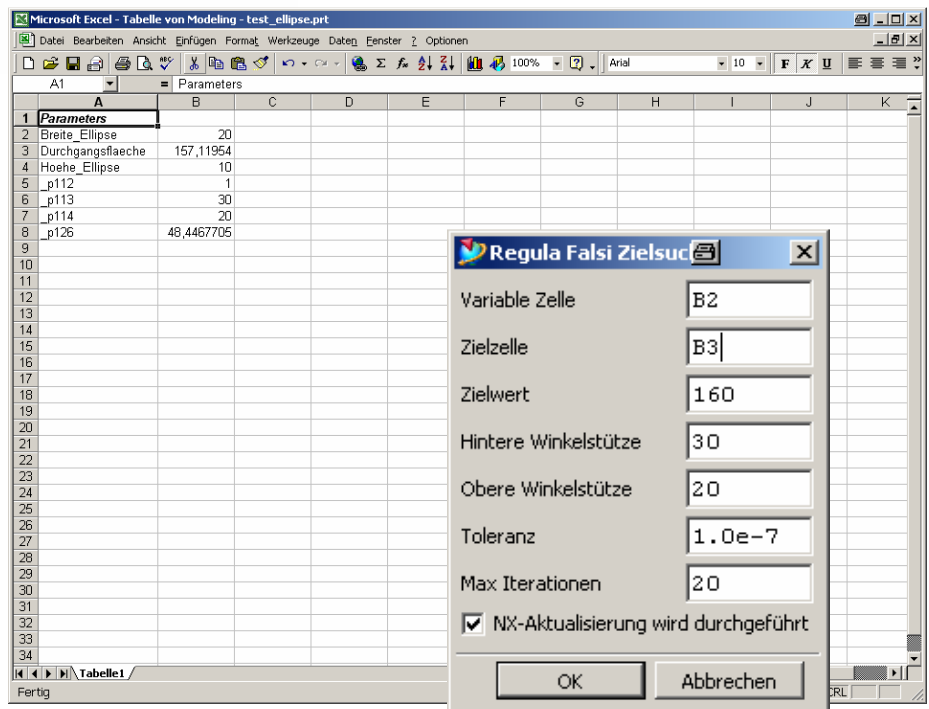 Microsoft Excel - Tabelle von Modeling - test_ellipse.prt
Datei Bearbeiten Ansicht Einfügen Format Werkzeuge Daten Fenster ? Optionen
100% Arial 10 F K U
A1 = Parameters
A B C D E F G H I J K
1 Parameters
2 Breite_Ellipse 20
3 Durchgangsflaeche 157,11954
4 Hoehe_Ellipse 10
5 _p112 1
6 _p113 30
7 _p114 20
8 _p126 48,4467705
9
10
11
12
13
14
15
16
17
18
19
20
21
22
23
24
25
26
27
28
29
30
31
32
33
34
Tabelle1
Fertig
Regula Falsi Zielsuc
Variable Zelle B2
Zielzelle B3
Zielwert 160
Hintere Winkelstütze 30
Obere Winkelstütze 20
Toleranz 1.0e-7
Max Iterationen 20
NX-Aktualisierung wird durchgeführt
OK Abbrechen